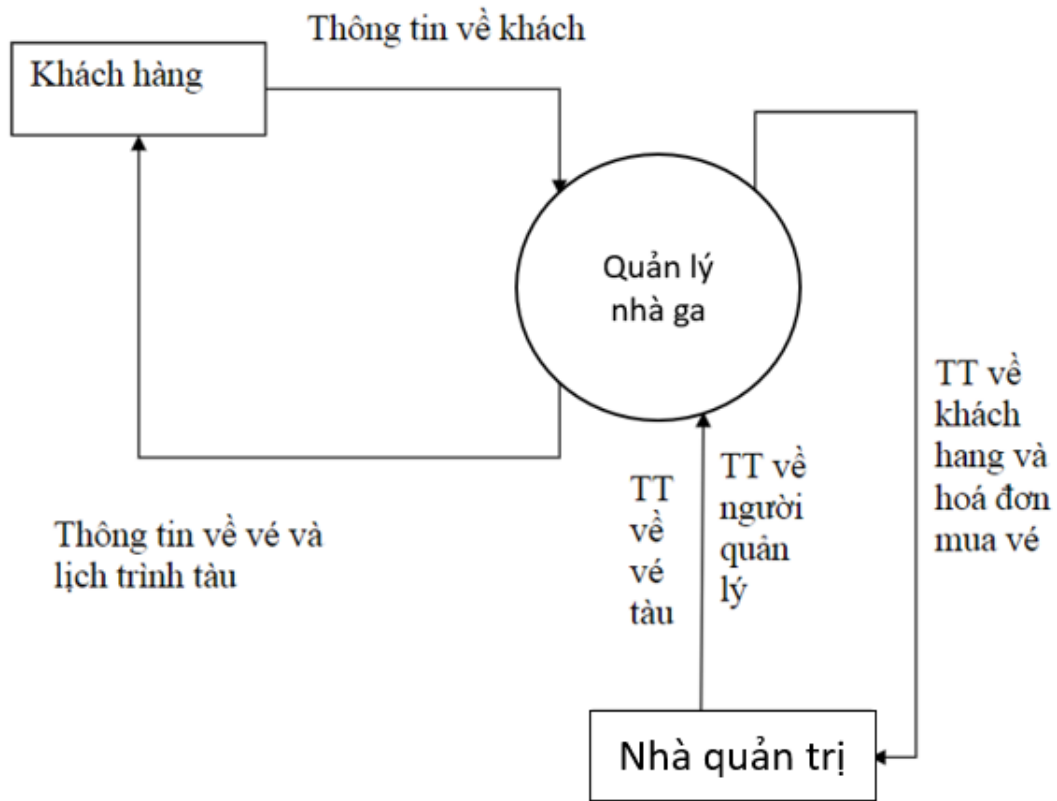 Thông tin về khách
Khách hàng
Quản lý
nhà ga
TT về
khách
hang và
hoá đơn
mua vé
TT
về
vé
tàu
TT về
người
quản
lý
Thông tin về vé và
lịch trình tàu
Nhà quản trị